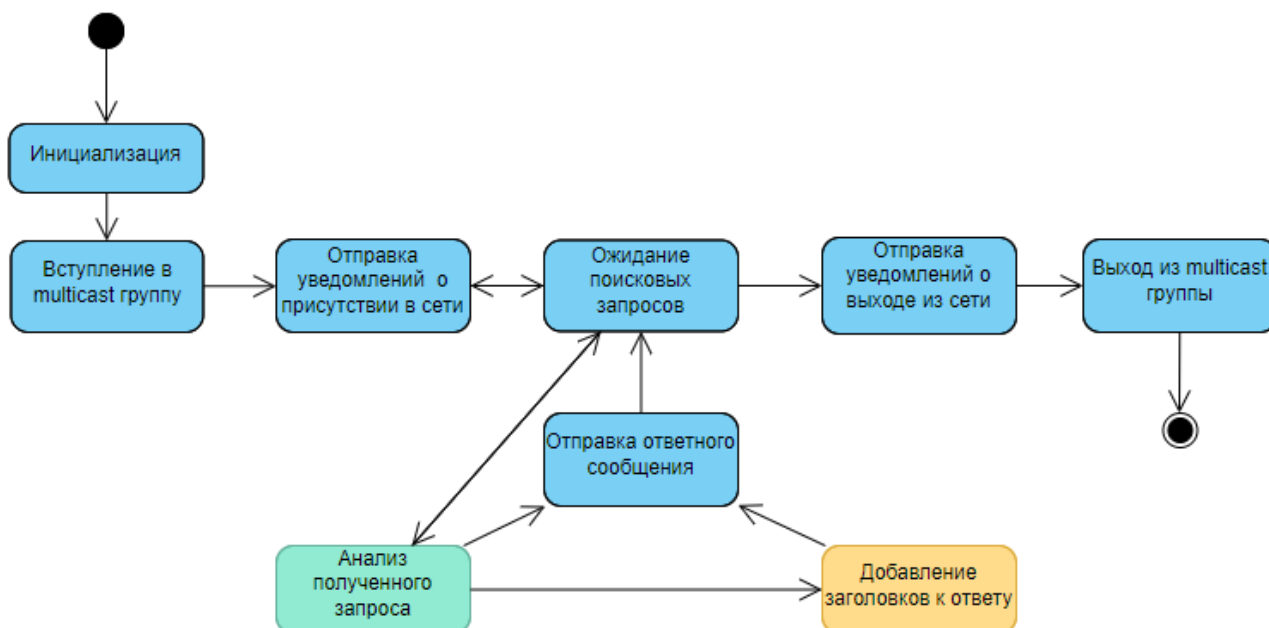 Инициализация
Вступление в
multicast группу
Отправка
уведомлений о
присутствии в сети
Ожидание
поисковых
запросов
Отправка
уведомлений о
выходе из сети
Выход из multicast
группы
Отправка ответного
сообщения
Анализ
полученного
запроса
Добавление
заголовков к ответу